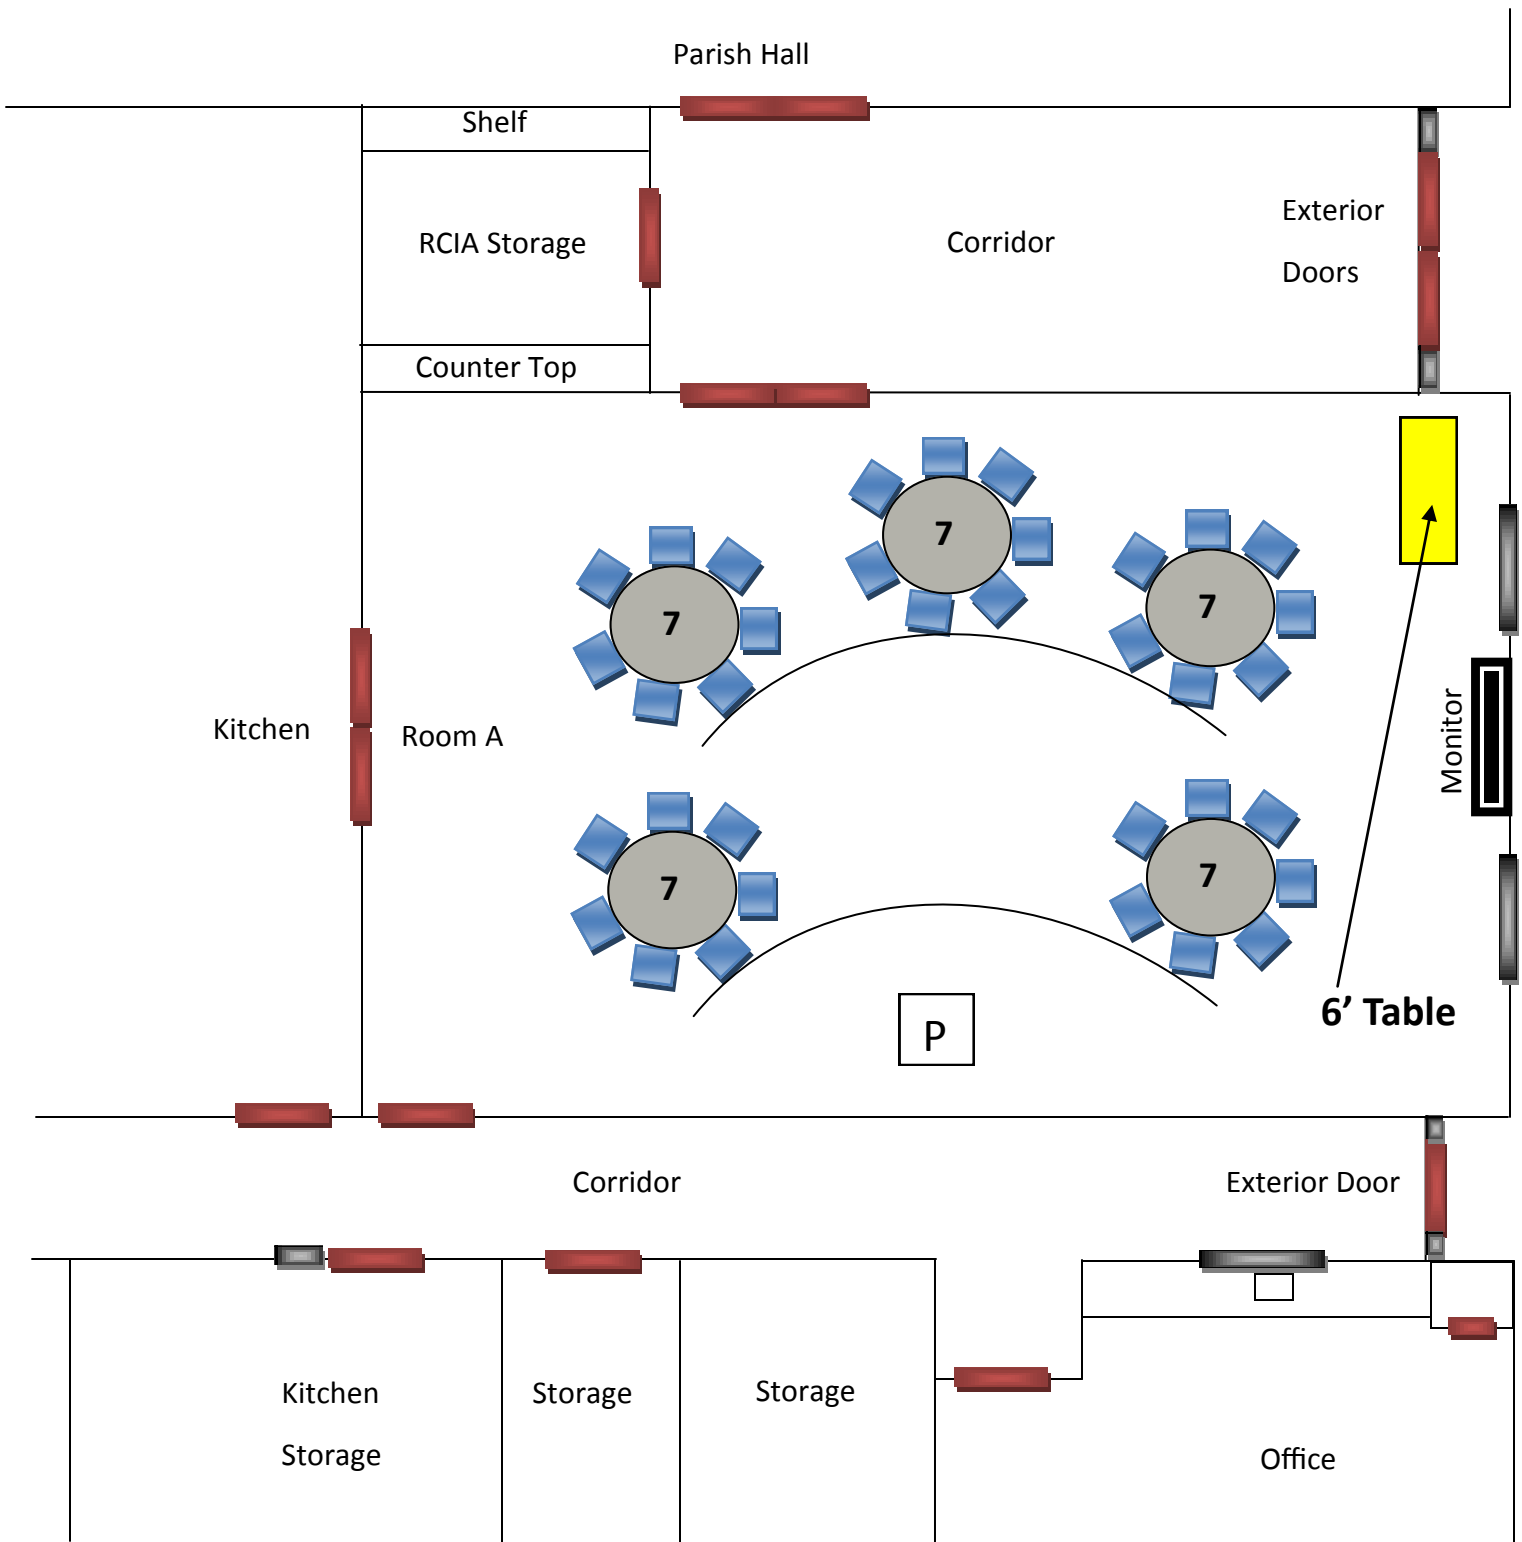 Parish Hall
Shelf
RCIA Storage
Corridor
Exterior
Doors
Counter Top
7
7
7
Kitchen
Room A
Monitor
7
7
6’ Table
P
Corridor
Exterior Door
Kitchen
Storage
Storage
Storage
Office